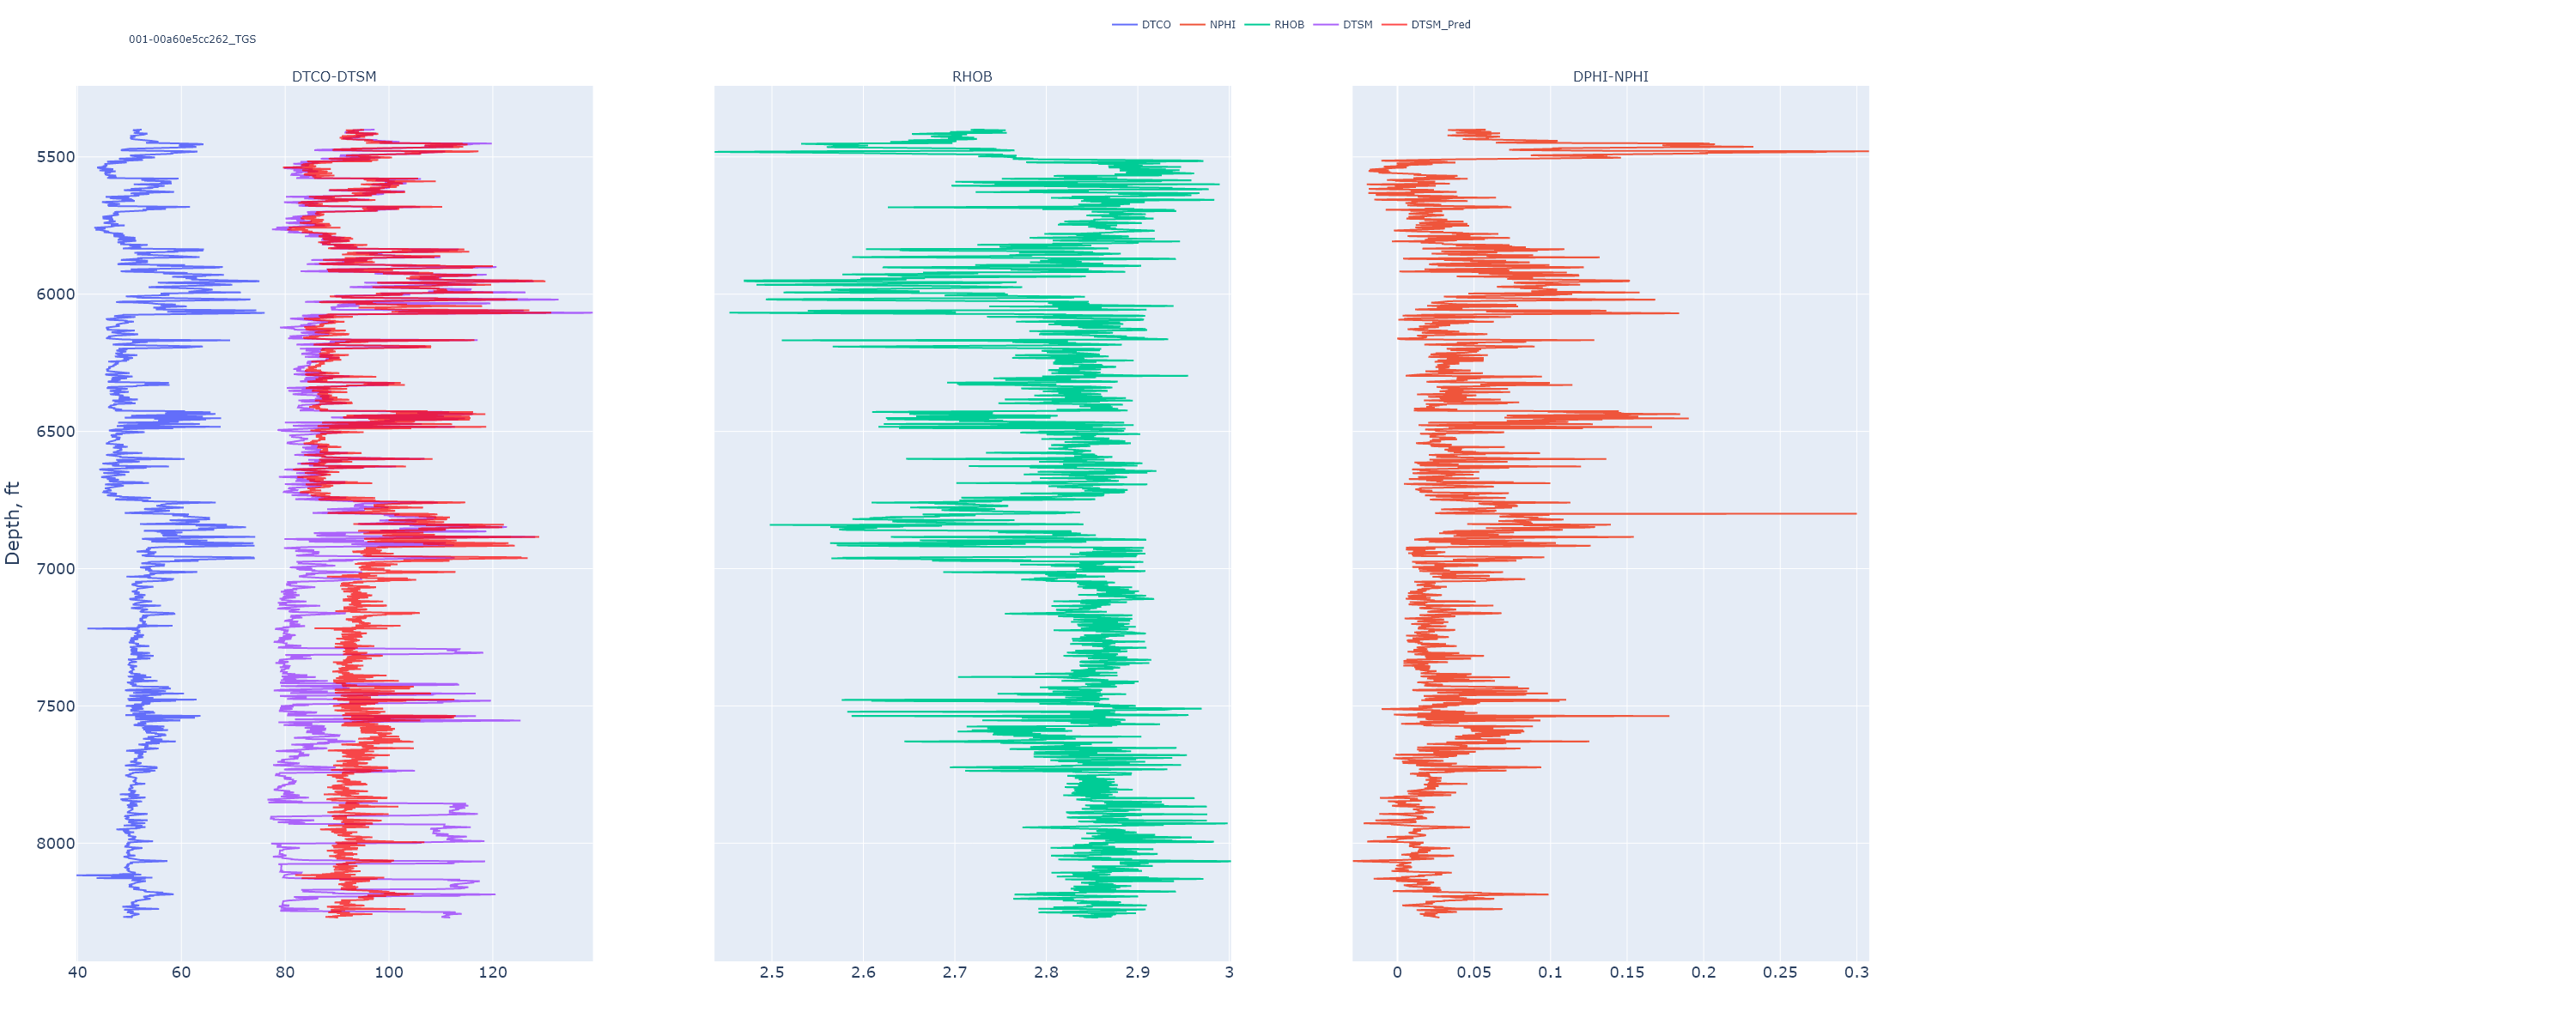 DTCO NPHI RHOB DTSM DTSM_Pred
001-00a60e5cc262_TGS
DTCO-DTSM RHOB DPHI-NPHI
5500
6000
6500
Depth, ft
7000
7500
8000
40 60 80 100 120 2.5 2.6 2.7 2.8 2.9 3 0 0.05 0.1 0.15 0.2 0.25 0.3